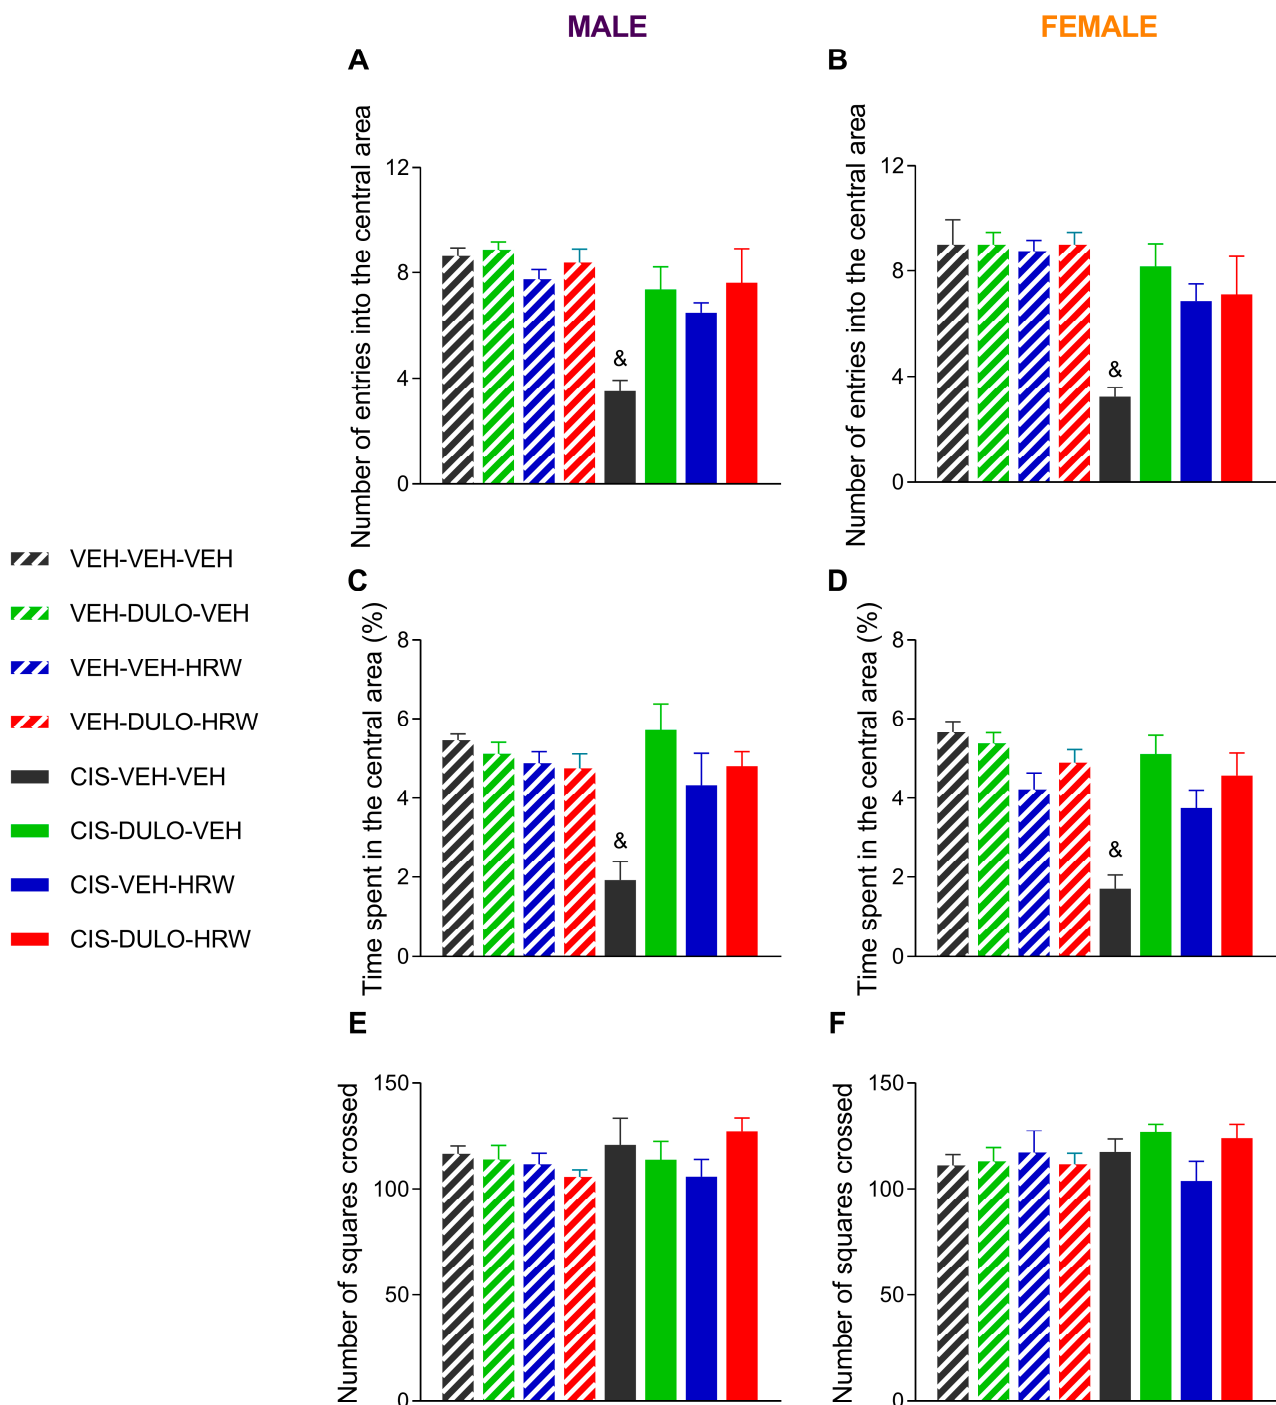 MALE
FEMALE
A
B
Number of entries into the central area
12
8
4
0
&
Number of entries into the central area
12
8
4
0
&
VEH-VEH-VEH
VEH-DULO-VEH
VEH-VEH-HRW
VEH-DULO-HRW
CIS-VEH-VEH
CIS-DULO-VEH
CIS-VEH-HRW
CIS-DULO-HRW
C
D
Time spent in the central area (%)
8
6
4
2
0
&
Time spent in the central area (%)
8
6
4
2
0
&
E
F
Number of squares crossed
150
100
50
0
Number of squares crossed
150
100
50
0